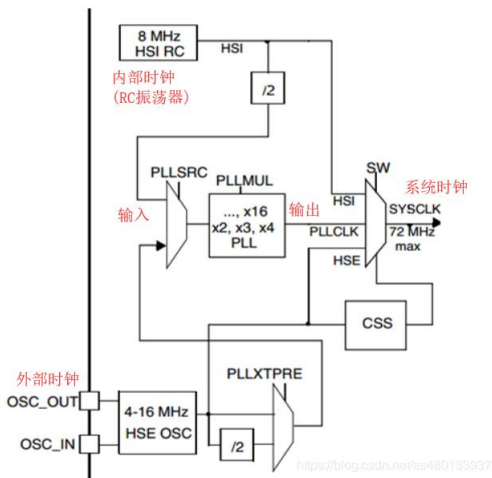 8 MHz
HSI RC
HSI
内部时钟
(RC振荡器)
/2
PLLSRC
PLLMUL
SW
HSI
系统时钟
输入
..., x16
x2, x3, x4
PLL
输出
SYSCLK
PLLCLK
72 MHz
max
HSE
CSS
PLLXTPRE
外部时钟
OSC_OUT
4-16 MHz
HSE OSC
OSC_IN
/2
https://blog.csdn.net/as480133937